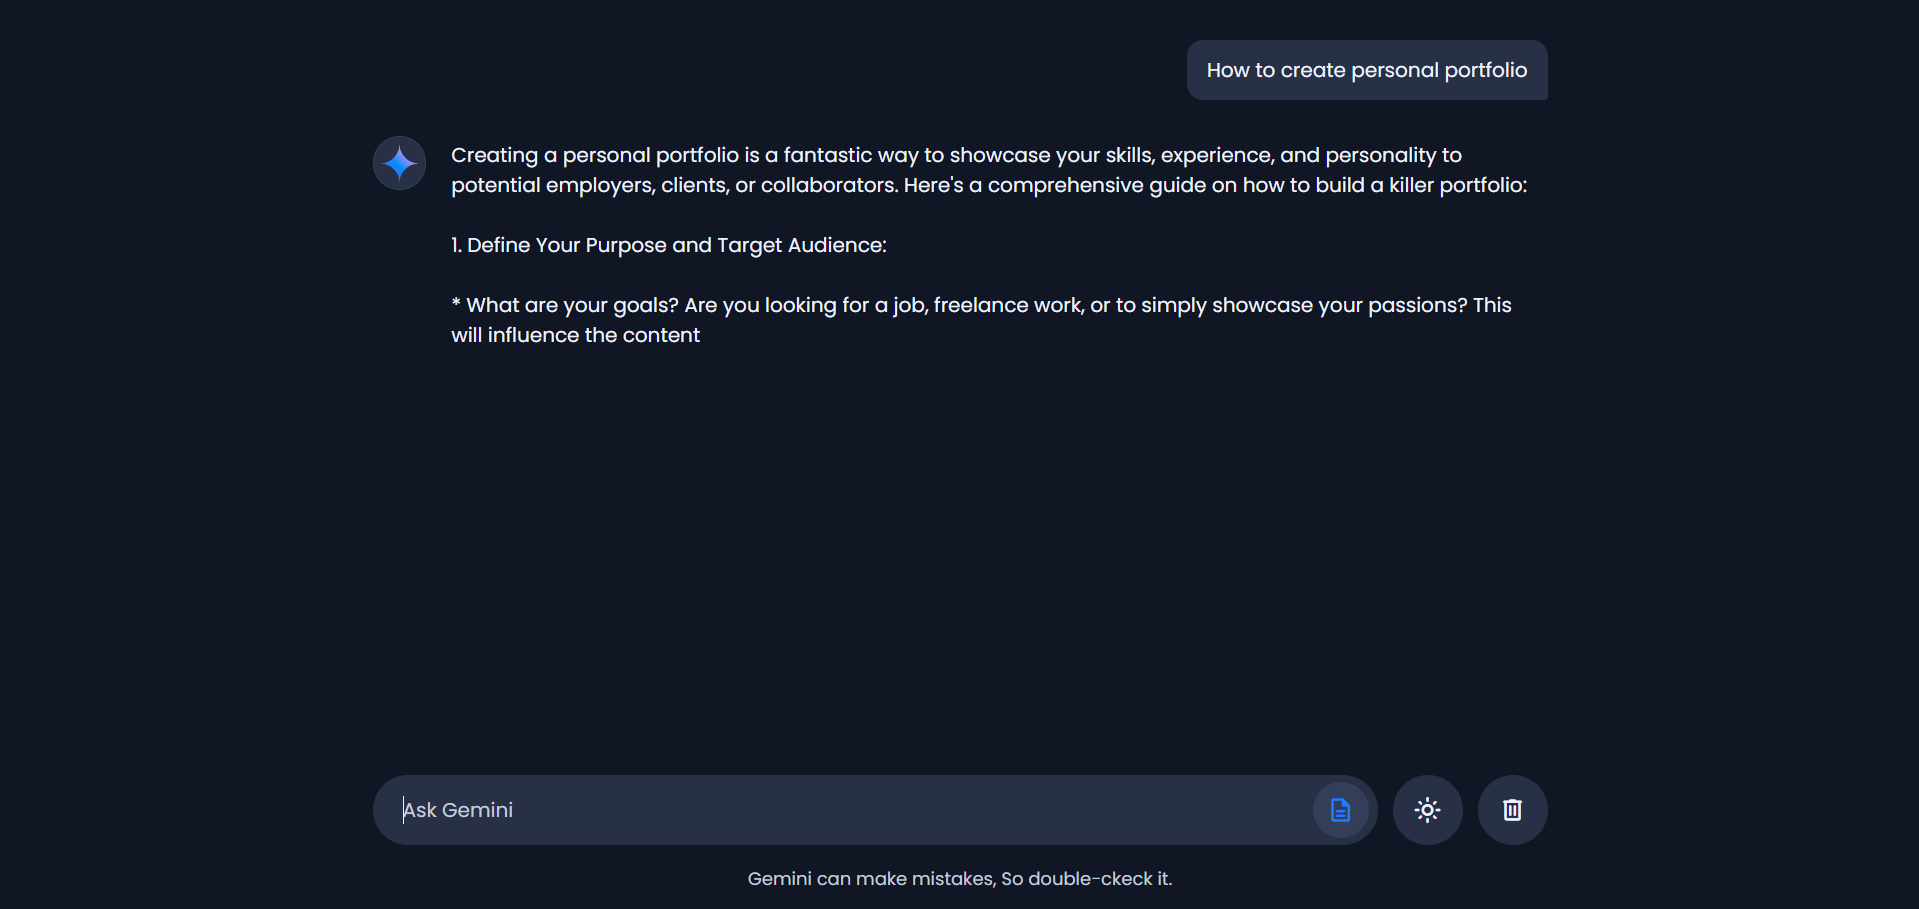 How to create personal portfolio
Creating a personal portfolio is a fantastic way to showcase your skills, experience, and personality to
potential employers, clients, or collaborators. Here's a comprehensive guide on how to build a killer portfolio:
1. Define Your Purpose and Target Audience:
* What are your goals? Are you looking for a job, freelance work, or to simply showcase your passions? This
will influence the content
Ask Gemini
Gemini can make mistakes, So double-ckeck it.